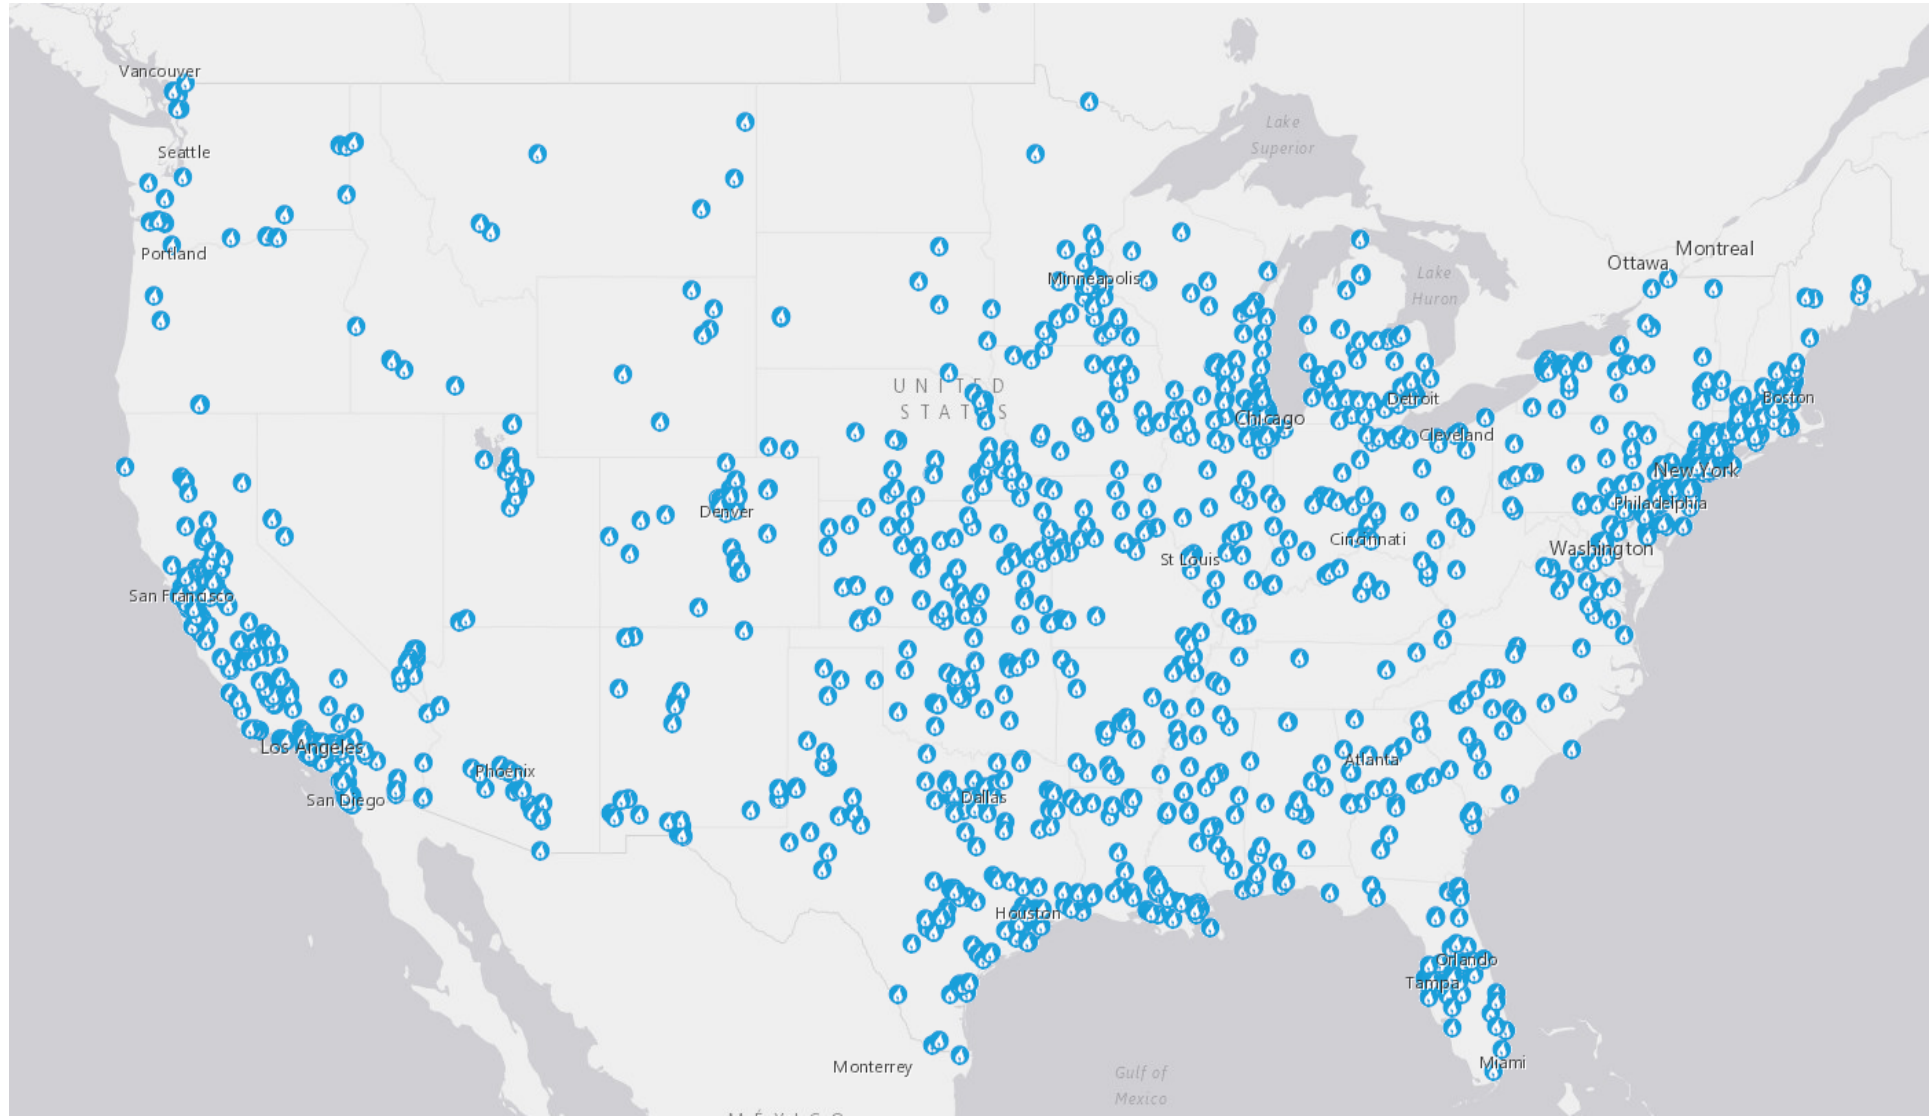 Vancouver
Seattle
Portland
Lake
Superior
Minneapolis
Lake
Huron
Ottawa
Montreal
UNITED
STATES
Chicago
Detroit
Cleveland
Boston
New York
Philadelphia
Denver
Cincinnati
St Louis
Washington
San Francisco
Los Angeles
San Diego
Phoenix
Dallas
Atlanta
Houston
Orlando
Tampa
Miami
Monterrey
Gulf of
Mexico
MÉXICO